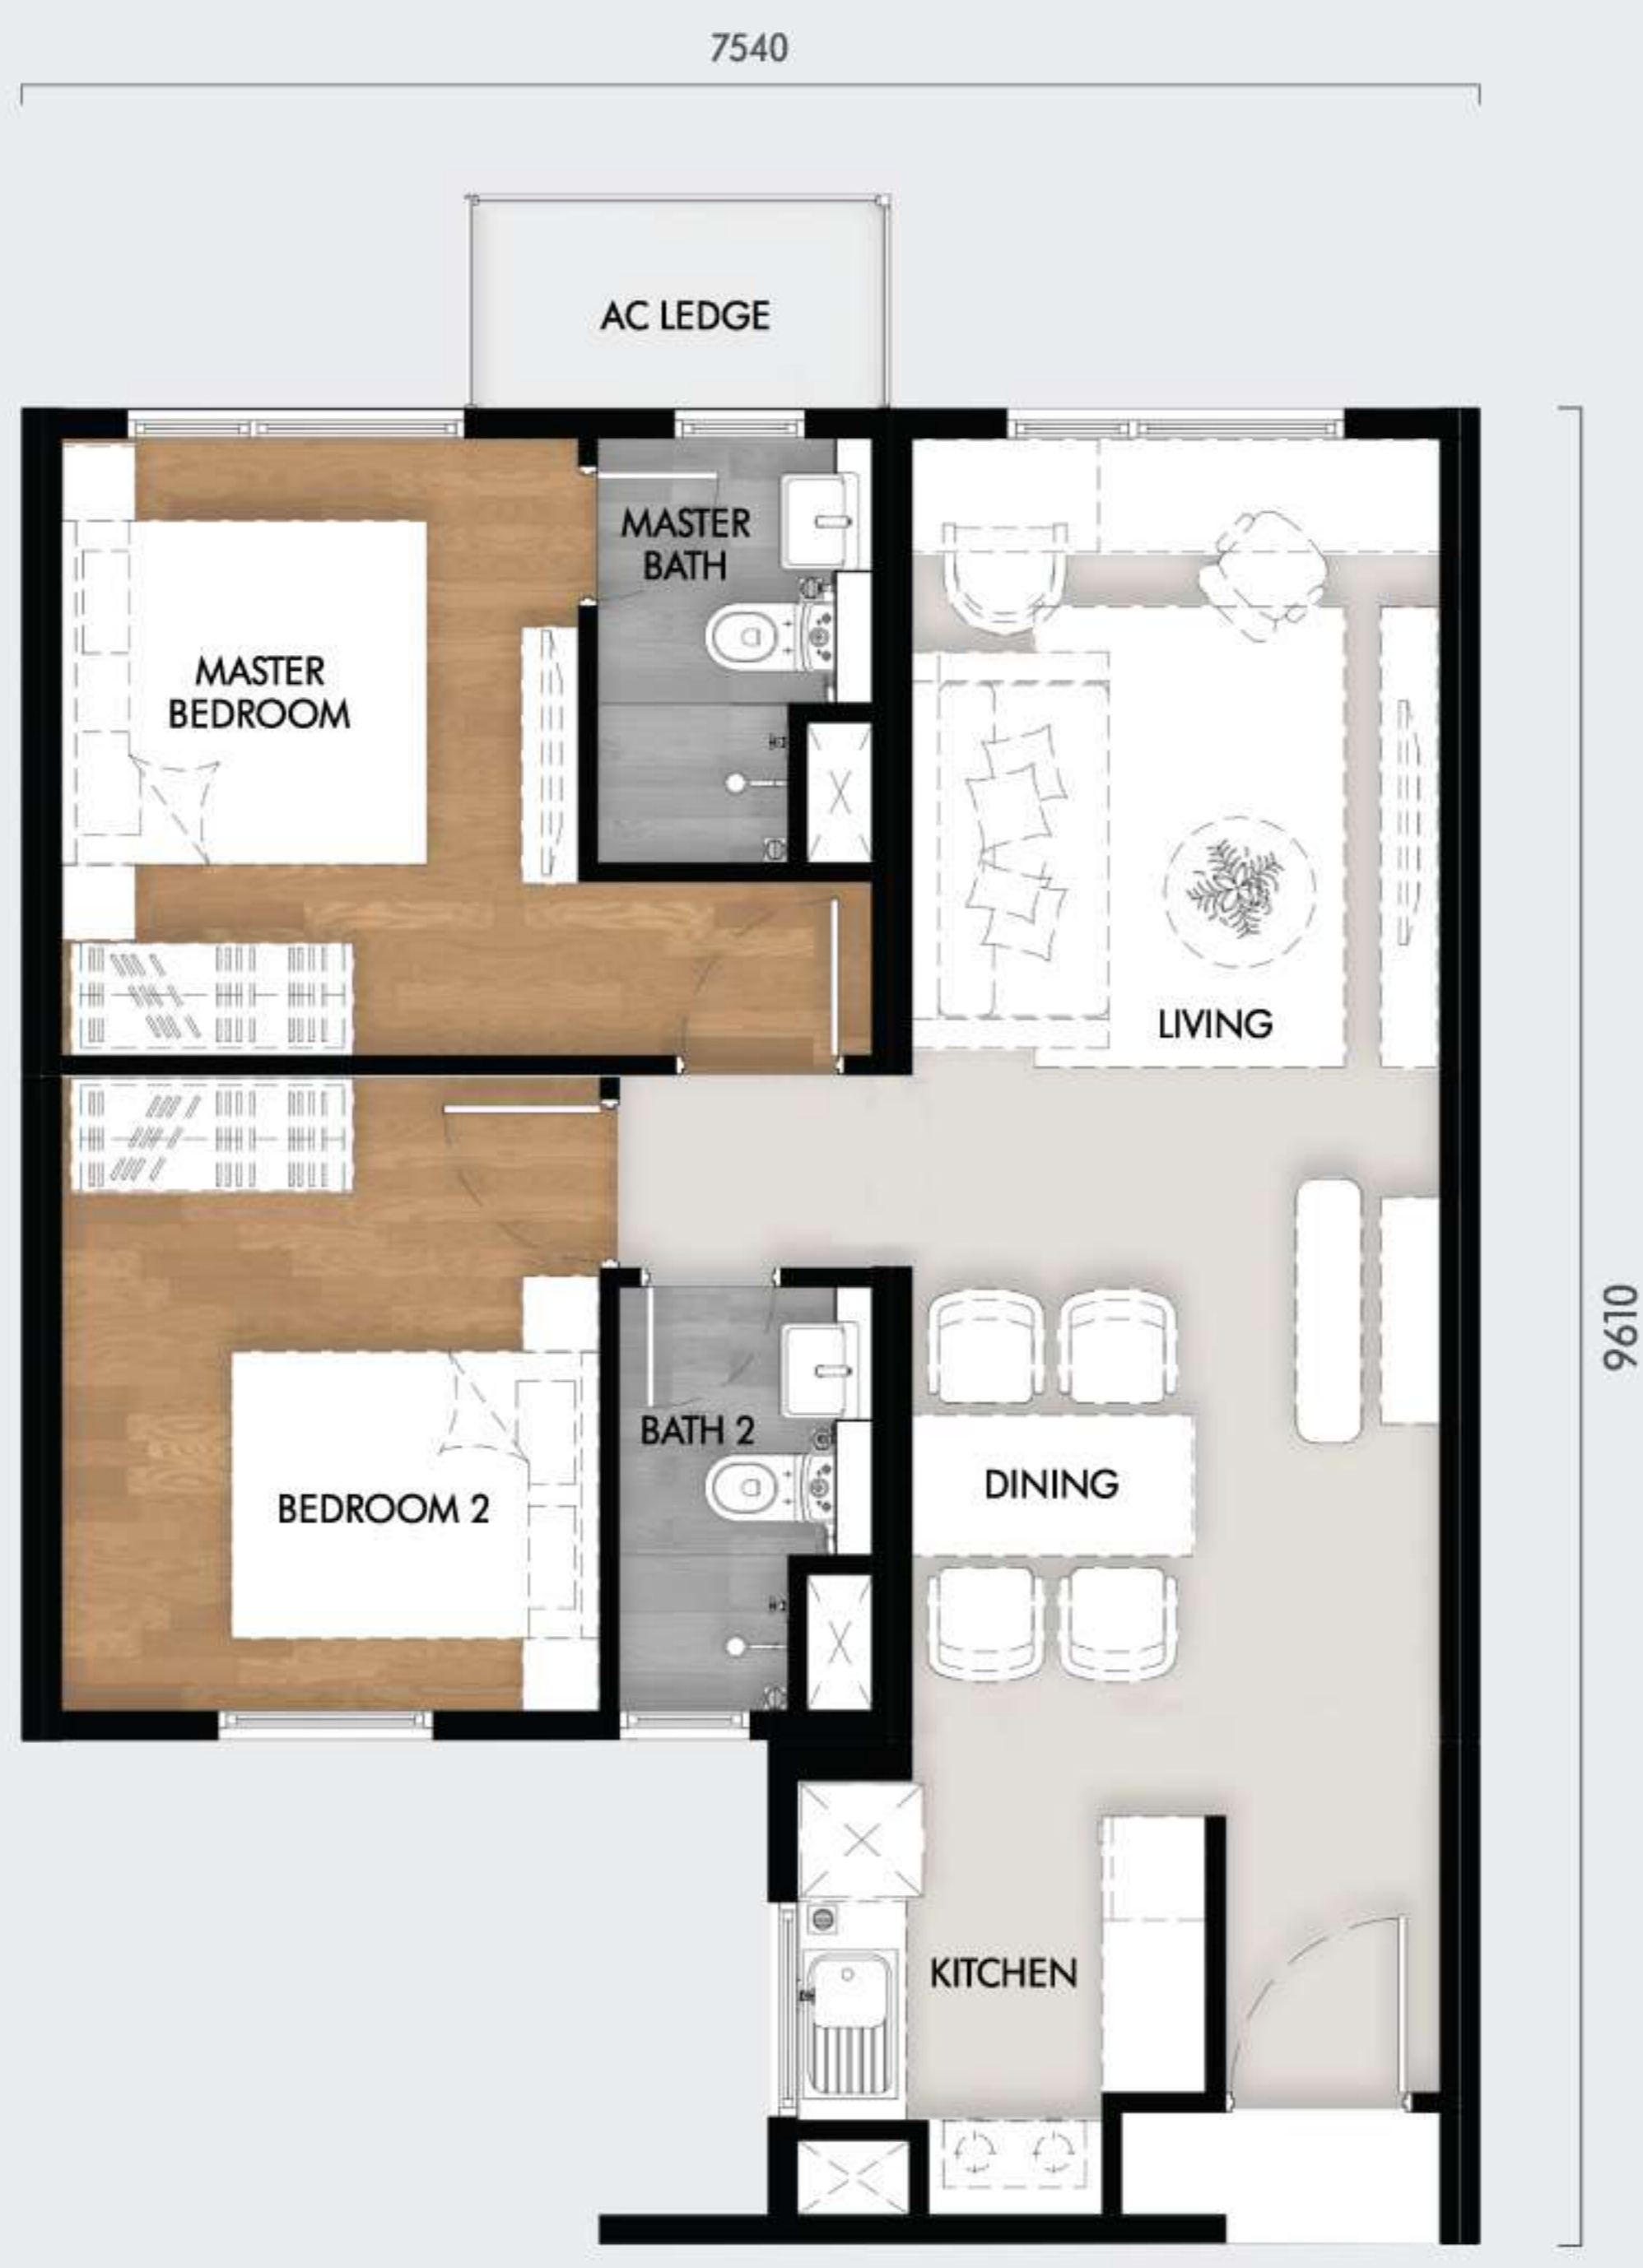 7540
AC LEDGE
MASTER
BATH
MASTER
BEDROOM
LIVING
9610
BATH 2
DINING
BEDROOM 2
KITCHEN